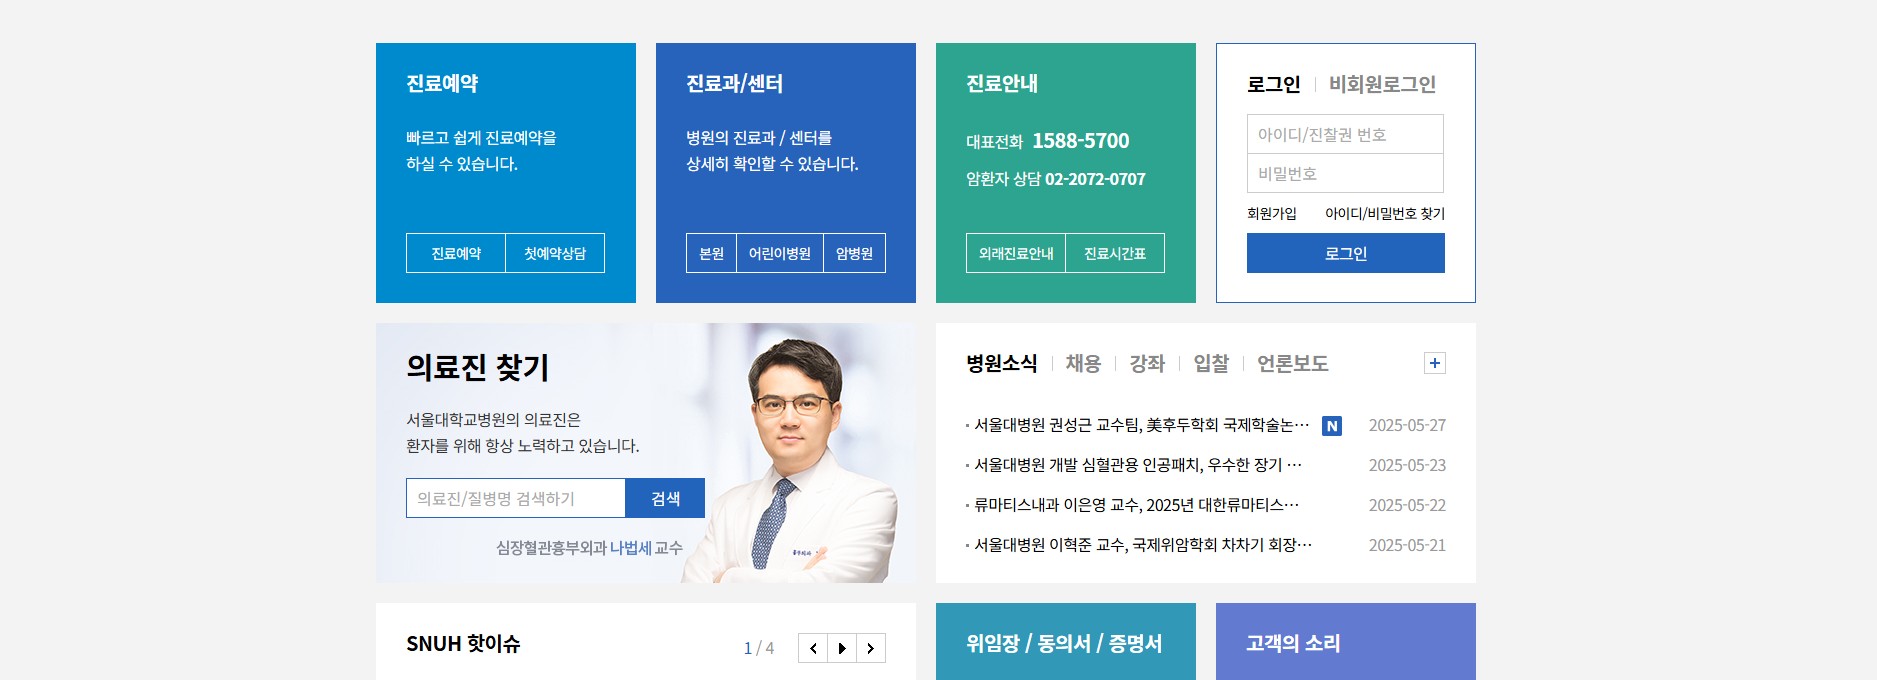 진료예약
빠르고 쉽게 진료예약을
하실 수 있습니다.
진료예약 첫예약상담
진료과/센터
병원의 진료과 / 센터를
상세히 확인할 수 있습니다.
본원 어린이병원 암병원
진료안내
대표전화 1588-5700
암환자 상담 02-2072-0707
외래진료안내 진료시간표
로그인 비회원로그인
아이디/진찰권 번호
비밀번호
회원가입 아이디/비밀번호 찾기
로그인
의료진 찾기
서울대학교병원의 의료진은
환자를 위해 항상 노력하고 있습니다.
의료진/질병명 검색하기 검색
심장혈관흉부외과 나법세 교수
병원소식 채용 강좌 입찰 언론보도
서울대병원 권성근 교수팀, 美후두학회 국제학술논··· N 2025-05-27
서울대병원 개발 심혈관용 인공패치, 우수한 장기 ··· 2025-05-23
류마티스내과 이은영 교수, 2025년 대한류마티스··· 2025-05-22
서울대병원 이혁준 교수, 국제위암학회 차차기 회장··· 2025-05-21
SNUH 핫이슈 1 / 4
위임장 / 동의서 / 증명서
고객의 소리